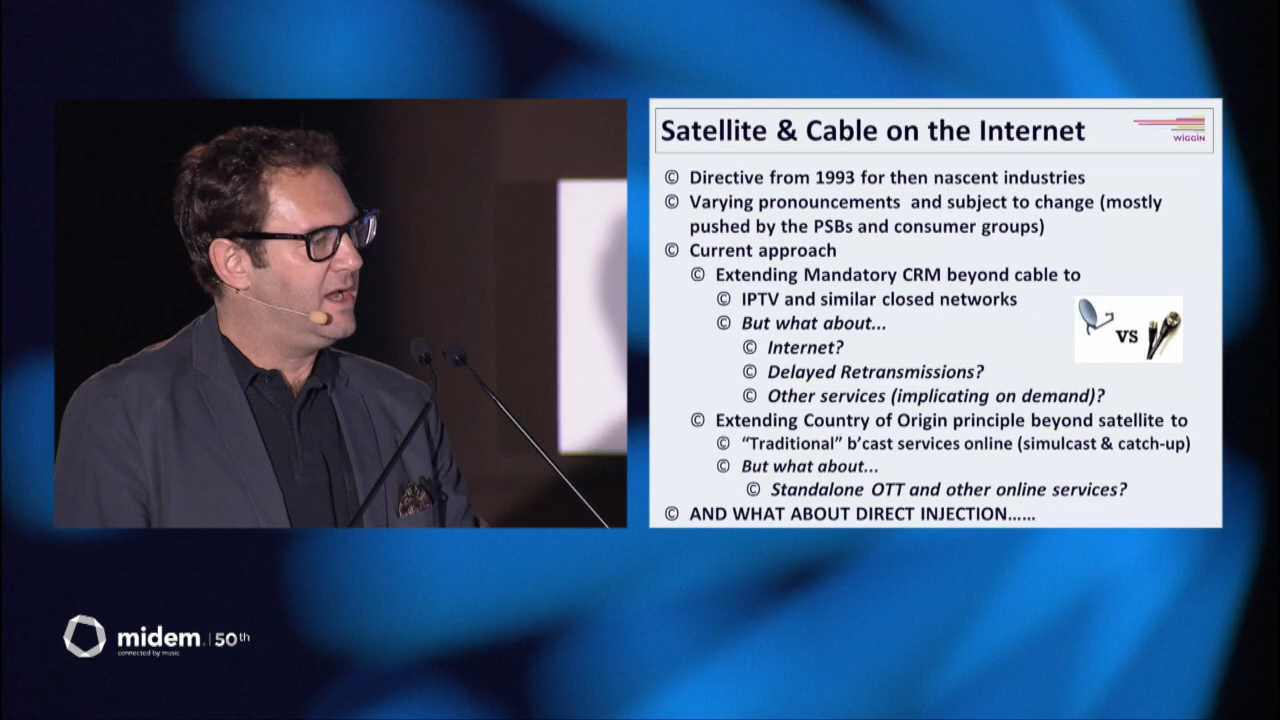 Satellite & Cable on the Internet
WIGGIN
© Directive from 1993 for then nascent industries
© Varying pronouncements and subject to change (mostly
pushed by the PSBs and consumer groups)
© Current approach
© Extending Mandatory CRM beyond cable to
© IPTV and similar closed networks
© But what about...
© Internet?
© Delayed Retransmissions?
© Other services (implicating on demand)?
VS
© Extending Country of Origin principle beyond satellite to
© “Traditional” b’cast services online (simulcast & catch-up)
© But what about...
© Standalone OTT and other online services?
© AND WHAT ABOUT DIRECT INJECTION……
midem. | 50th
connected by music